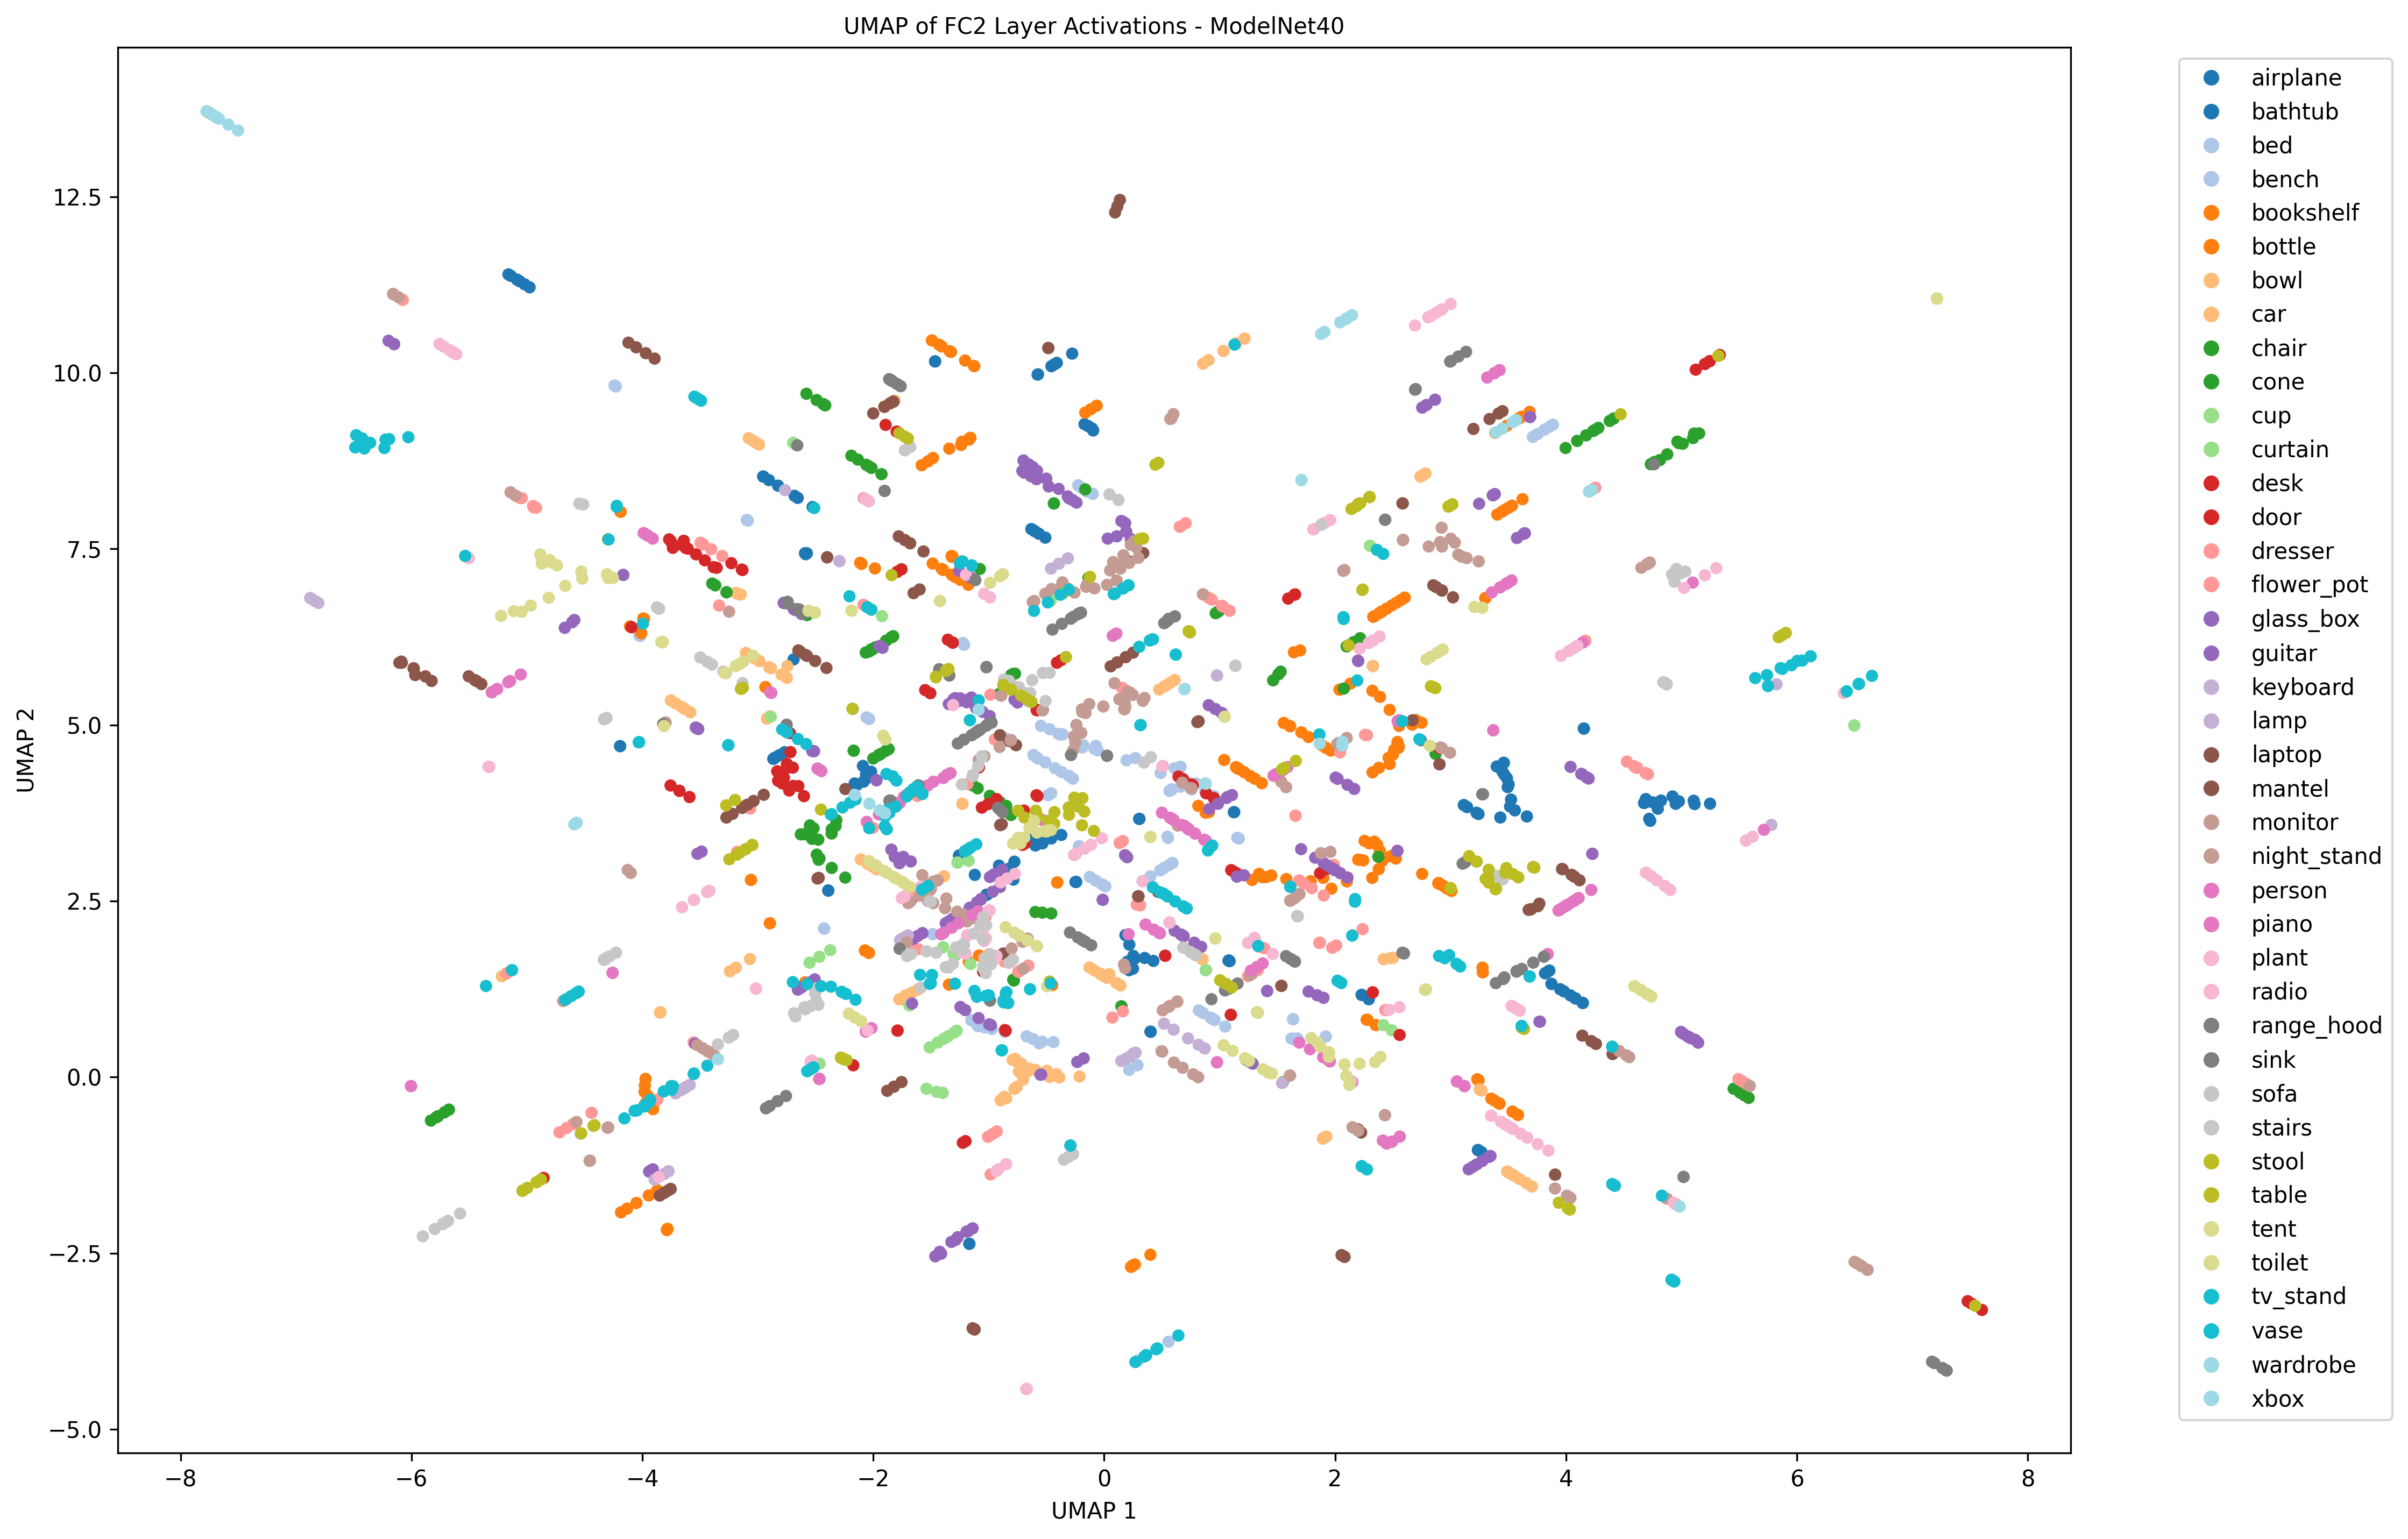 UMAP of FC2 Layer Activations - ModelNet40
UMAP 2
12.5
10.0
7.5
5.0
2.5
0.0
−2.5
−5.0
−8
−6
−4
−2
0
2
4
6
8
UMAP 1
airplane
bathtub
bed
bench
bookshelf
bottle
bowl
car
chair
cone
cup
curtain
desk
door
dresser
flower_pot
glass_box
guitar
keyboard
lamp
laptop
mantel
monitor
night_stand
person
piano
plant
radio
range_hood
sink
sofa
stairs
stool
table
tent
toilet
tv_stand
vase
wardrobe
xbox